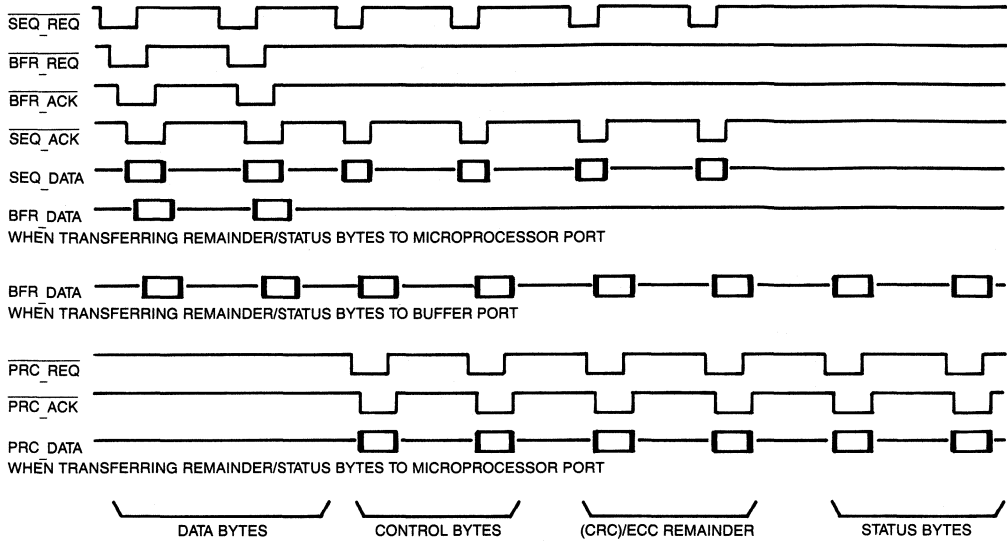 SEQ_REQ
BFR_REQ
BFR_ACK
SEQ_ACK
SEQ_DATA
BFR_DATA
WHEN TRANSFERRING REMAINDER/STATUS BYTES TO MICROPROCESSOR PORT
BFR_DATA
WHEN TRANSFERRING REMAINDER/STATUS BYTES TO BUFFER PORT
PRC_REQ
PRC_ACK
PRC_DATA
WHEN TRANSFERRING REMAINDER/STATUS BYTES TO MICROPROCESSOR PORT
DATA BYTES CONTROL BYTES (CRC)/ECC REMAINDER STATUS BYTES